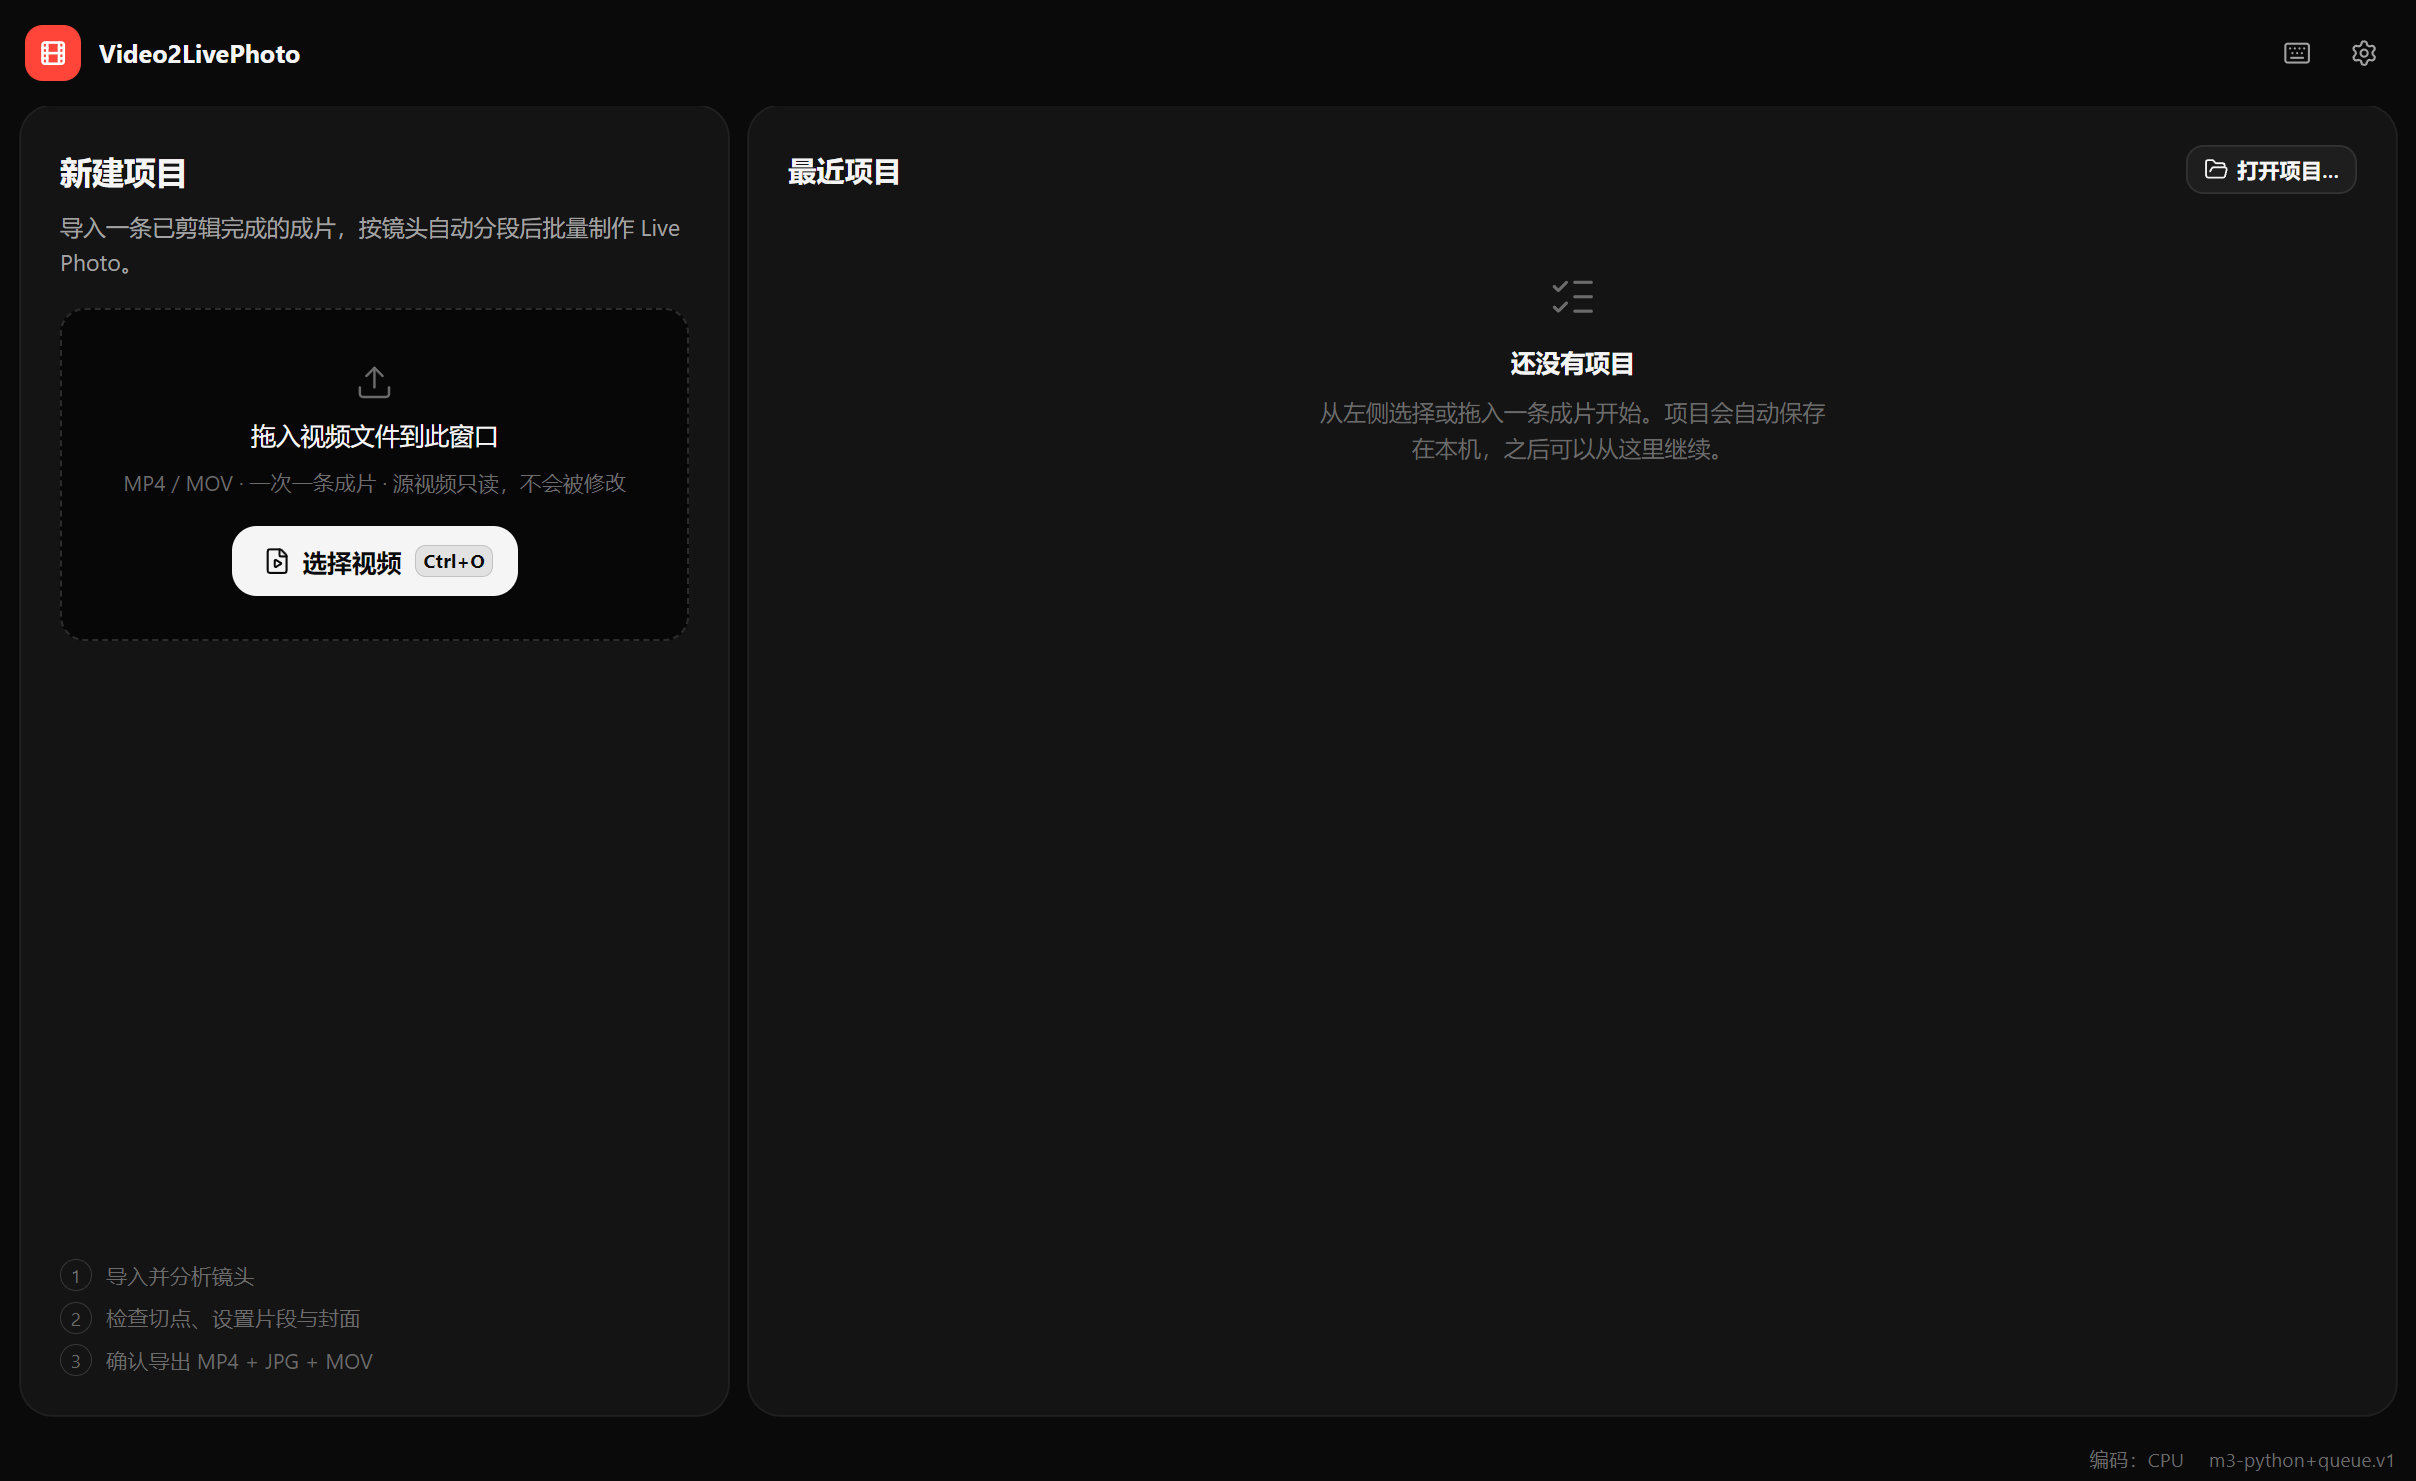 Video2LivePhoto
新建项目
导入一条已剪辑完成的成片，按镜头自动分段后批量制作 Live
Photo。
拖入视频文件到此窗口
MP4 / MOV · 一次一条成片 · 源视频只读，不会被修改
选择视频 Ctrl+O
1 导入并分析镜头
2 检查切点、设置片段与封面
3 确认导出 MP4 + JPG + MOV
最近项目
打开项目...
还没有项目
从左侧选择或拖入一条成片开始。项目会自动保存
在本机，之后可以从这里继续。
编码：CPU m3-python+queue.v1